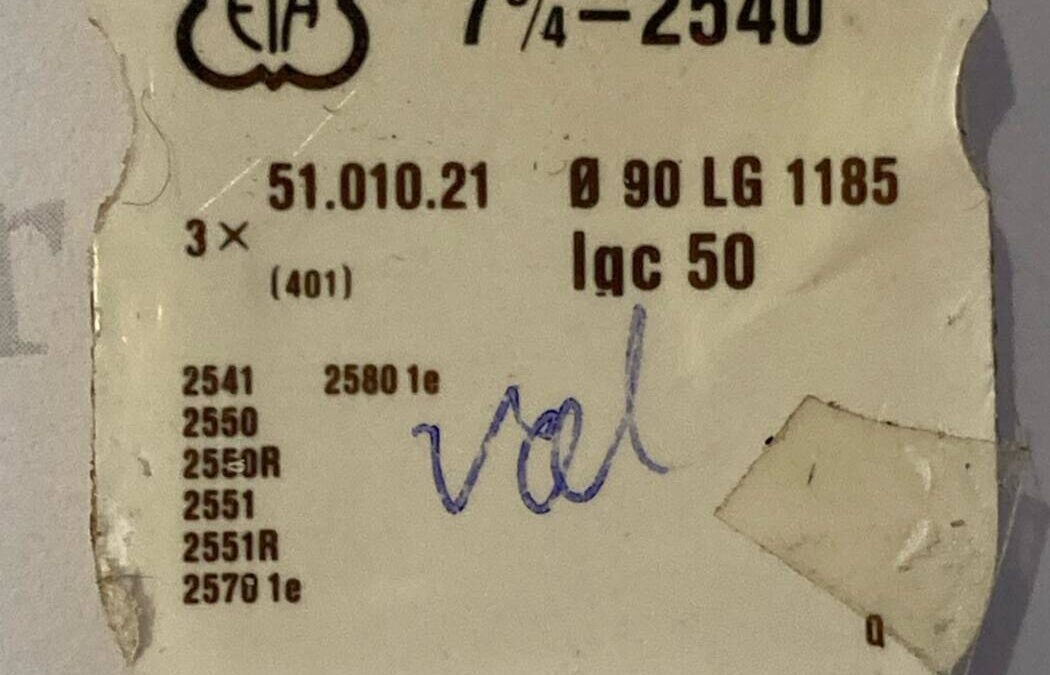 ETA 7¾–2540
51.010.21 Ø 90 LG 1185
3× lgc 50
(401)
2541 2580 1e
2550
2550R
2551
2551R
2570 1e
val